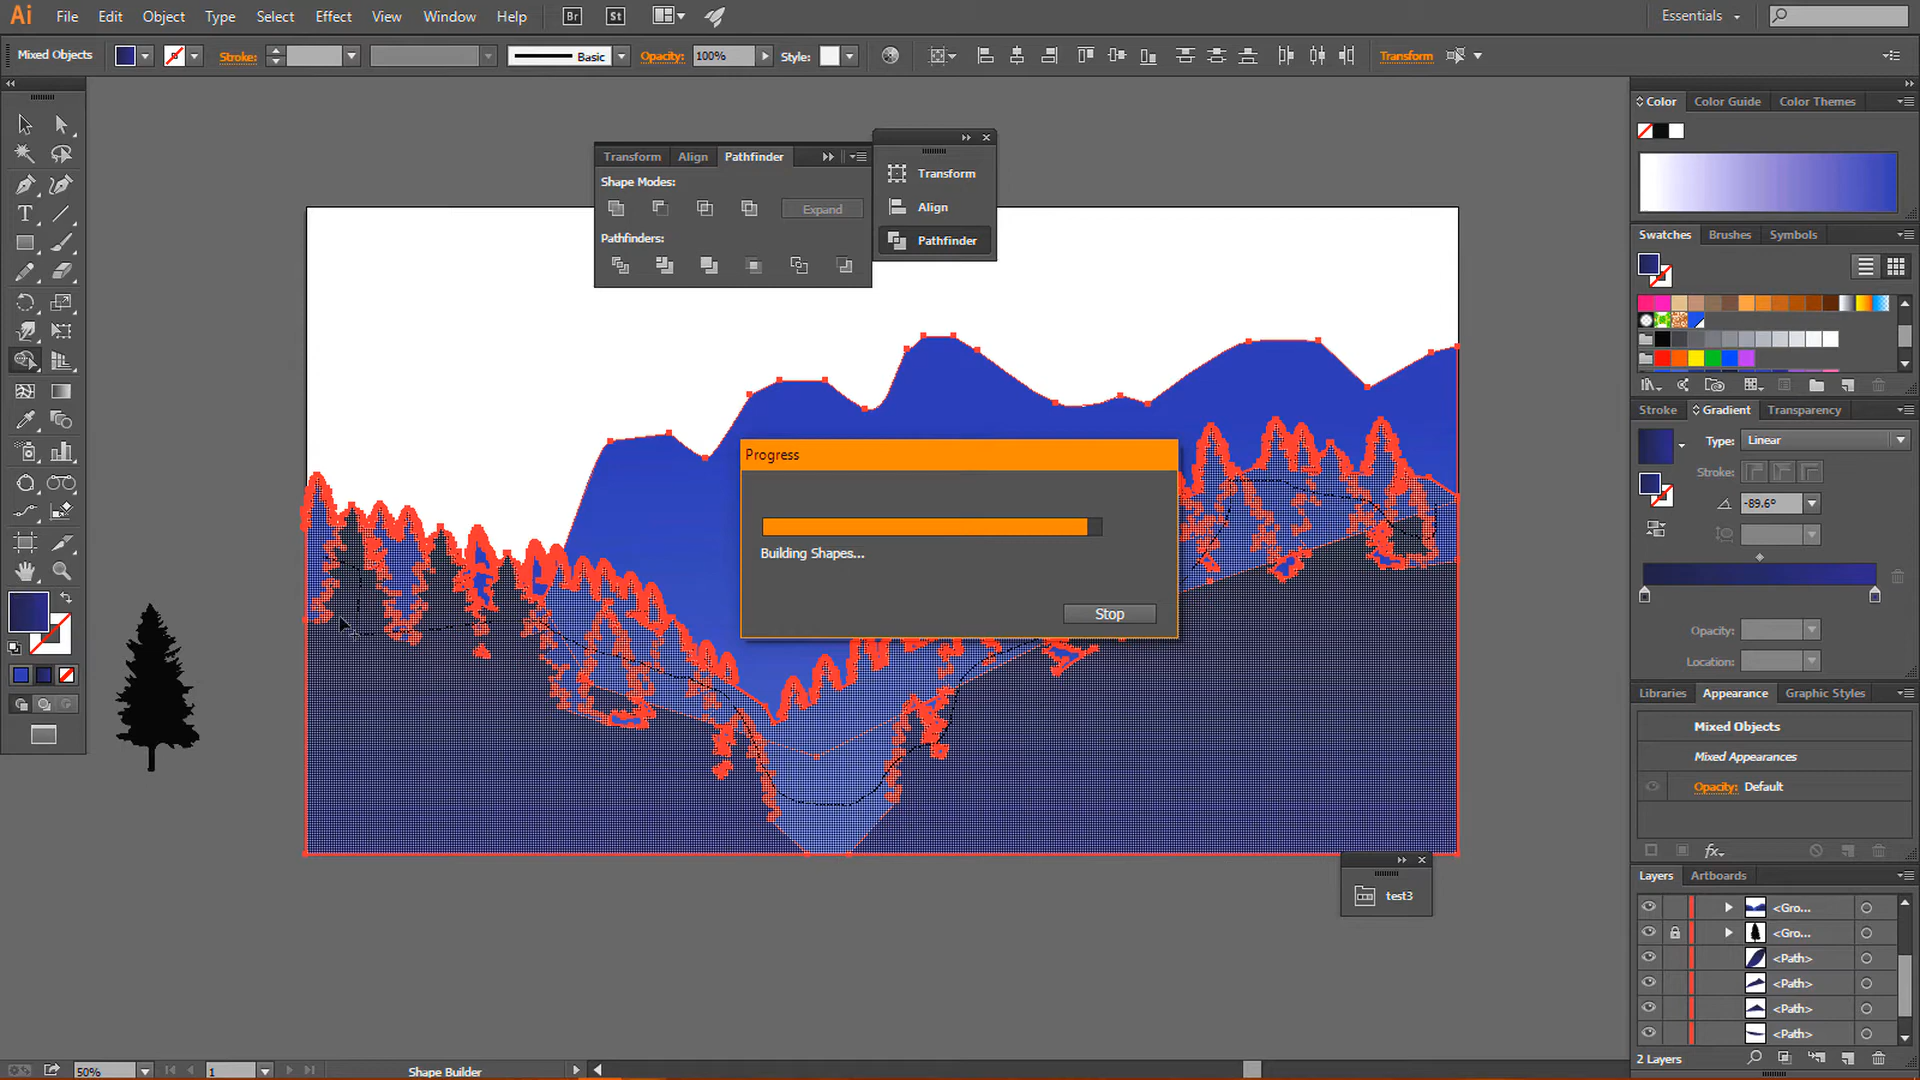 Ai File Edit Object Type Select Effect View Window Help Br St Essentials
Mixed Objects Stroke: Basic Opacity: 100% Style: Transform
Color Color Guide Color Themes
Transform Align Pathfinder
Shape Modes:
Expand
Pathfinders:
Transform
Align
Pathfinder
Swatches Brushes Symbols
Stroke Gradient Transparency
Type: Linear
Stroke:
-89.6°
Opacity:
Location:
Progress
Building Shapes...
Stop
Libraries Appearance Graphic Styles
Mixed Objects
Mixed Appearances
Opacity: Default
fx
test3
Layers Artboards
<Gro...
<Gro...
<Path>
<Path>
<Path>
<Path>
2 Layers
50% 1 Shape Builder